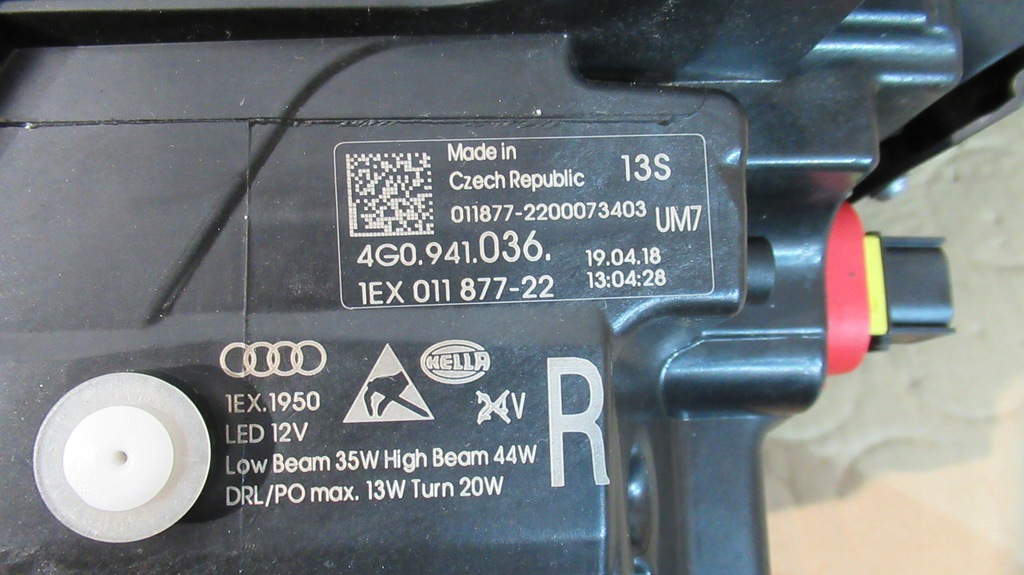 Made in
Czech Republic 13S
011877-2200073403 UM7
4G0.941.036. 19.04.18
1EX 011 877-22 13:04:28
HELLA
1EX.1950
LED 12V
Low Beam 35W High Beam 44W
DRL/PO max. 13W Turn 20W
24V
R